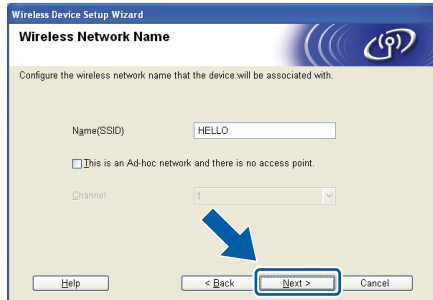 Wireless Device Setup Wizard
Wireless Network Name
Configure the wireless network name that the device will be associated with.
Name(SSID) HELLO
This is an Ad-hoc network and there is no access point.
Channel 1
Help < Back Next > Cancel